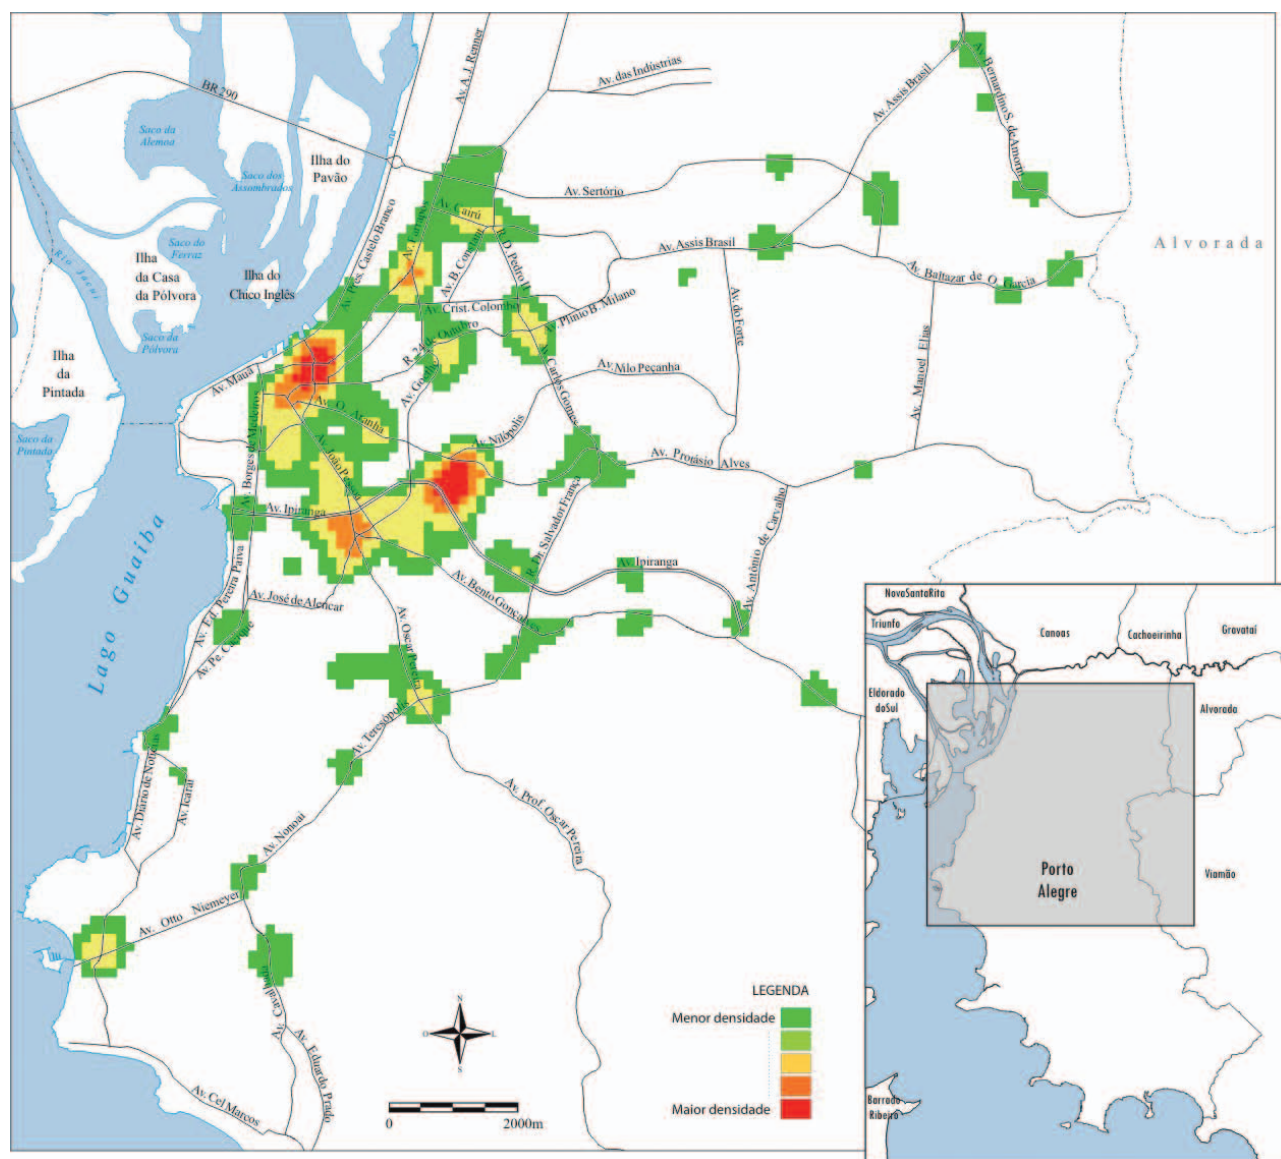 BR 290
Av. A. J. Renner
Av. das Indústrias
Av. Assis Brasil
Av. Bernardino S. de Amorin
Saco da
Alemoa
Saco dos
Assombrados
Ilha do
Pavão
Av. Sertório
Av. Pres. Castelo Branco
Av. Farrapos
Av. Cairú
Av. B. Constant
R. D. Pedro II
Av. Assis Brasil
Alvorada
Rio Jacuí
Saco do
Ferraz
Ilha
da Casa
da Pólvora
Ilha do
Chico Inglês
Av. Baltazar de O. Garcia
Av. Crist. Colombo
Av. Plínio B. Milano
Av. do Forte
Av. Manoel Elias
Saco da
Pólvora
Ilha
da
Pintada
R. 24 de Outubro
Av. Goethe
Av. Carlos Gomes
Av. Nilo Peçanha
Av. Mauá
Av. Borges de Medeiros
Av. O. Aranha
Av. João Pessoa
Av. Nilópolis
Saco da
Pintada
Av. Protásio Alves
Av. Ipiranga
R. Dr. Salvador França
Av. Antônio de Carvalho
Lago Guaiba
Av. Ipiranga
Av. Ed. Pereira Paiva
Av. José de Alencar
Av. Bento Gonçalves
Av. Pe. Cacique
Av. Oscar Pereira
Av. Teresópolis
Av. Diário de Notícias
Av. Icaraí
Av. Nonoai
Av. Prof. Oscar Pereira
Av. Otto Niemeyer
Av. Cavalhada
Av. Eduardo Prado
Av. Cel Marcos
N
O
L
S
0
2000m
LEGENDA
Menor densidade
Maior densidade
Nova Santa Rita
Triunfo
Canoas
Cachoeirinha
Gravataí
Eldorado
do Sul
Alvorada
Porto
Alegre
Viamão
Barra do
Ribeiro